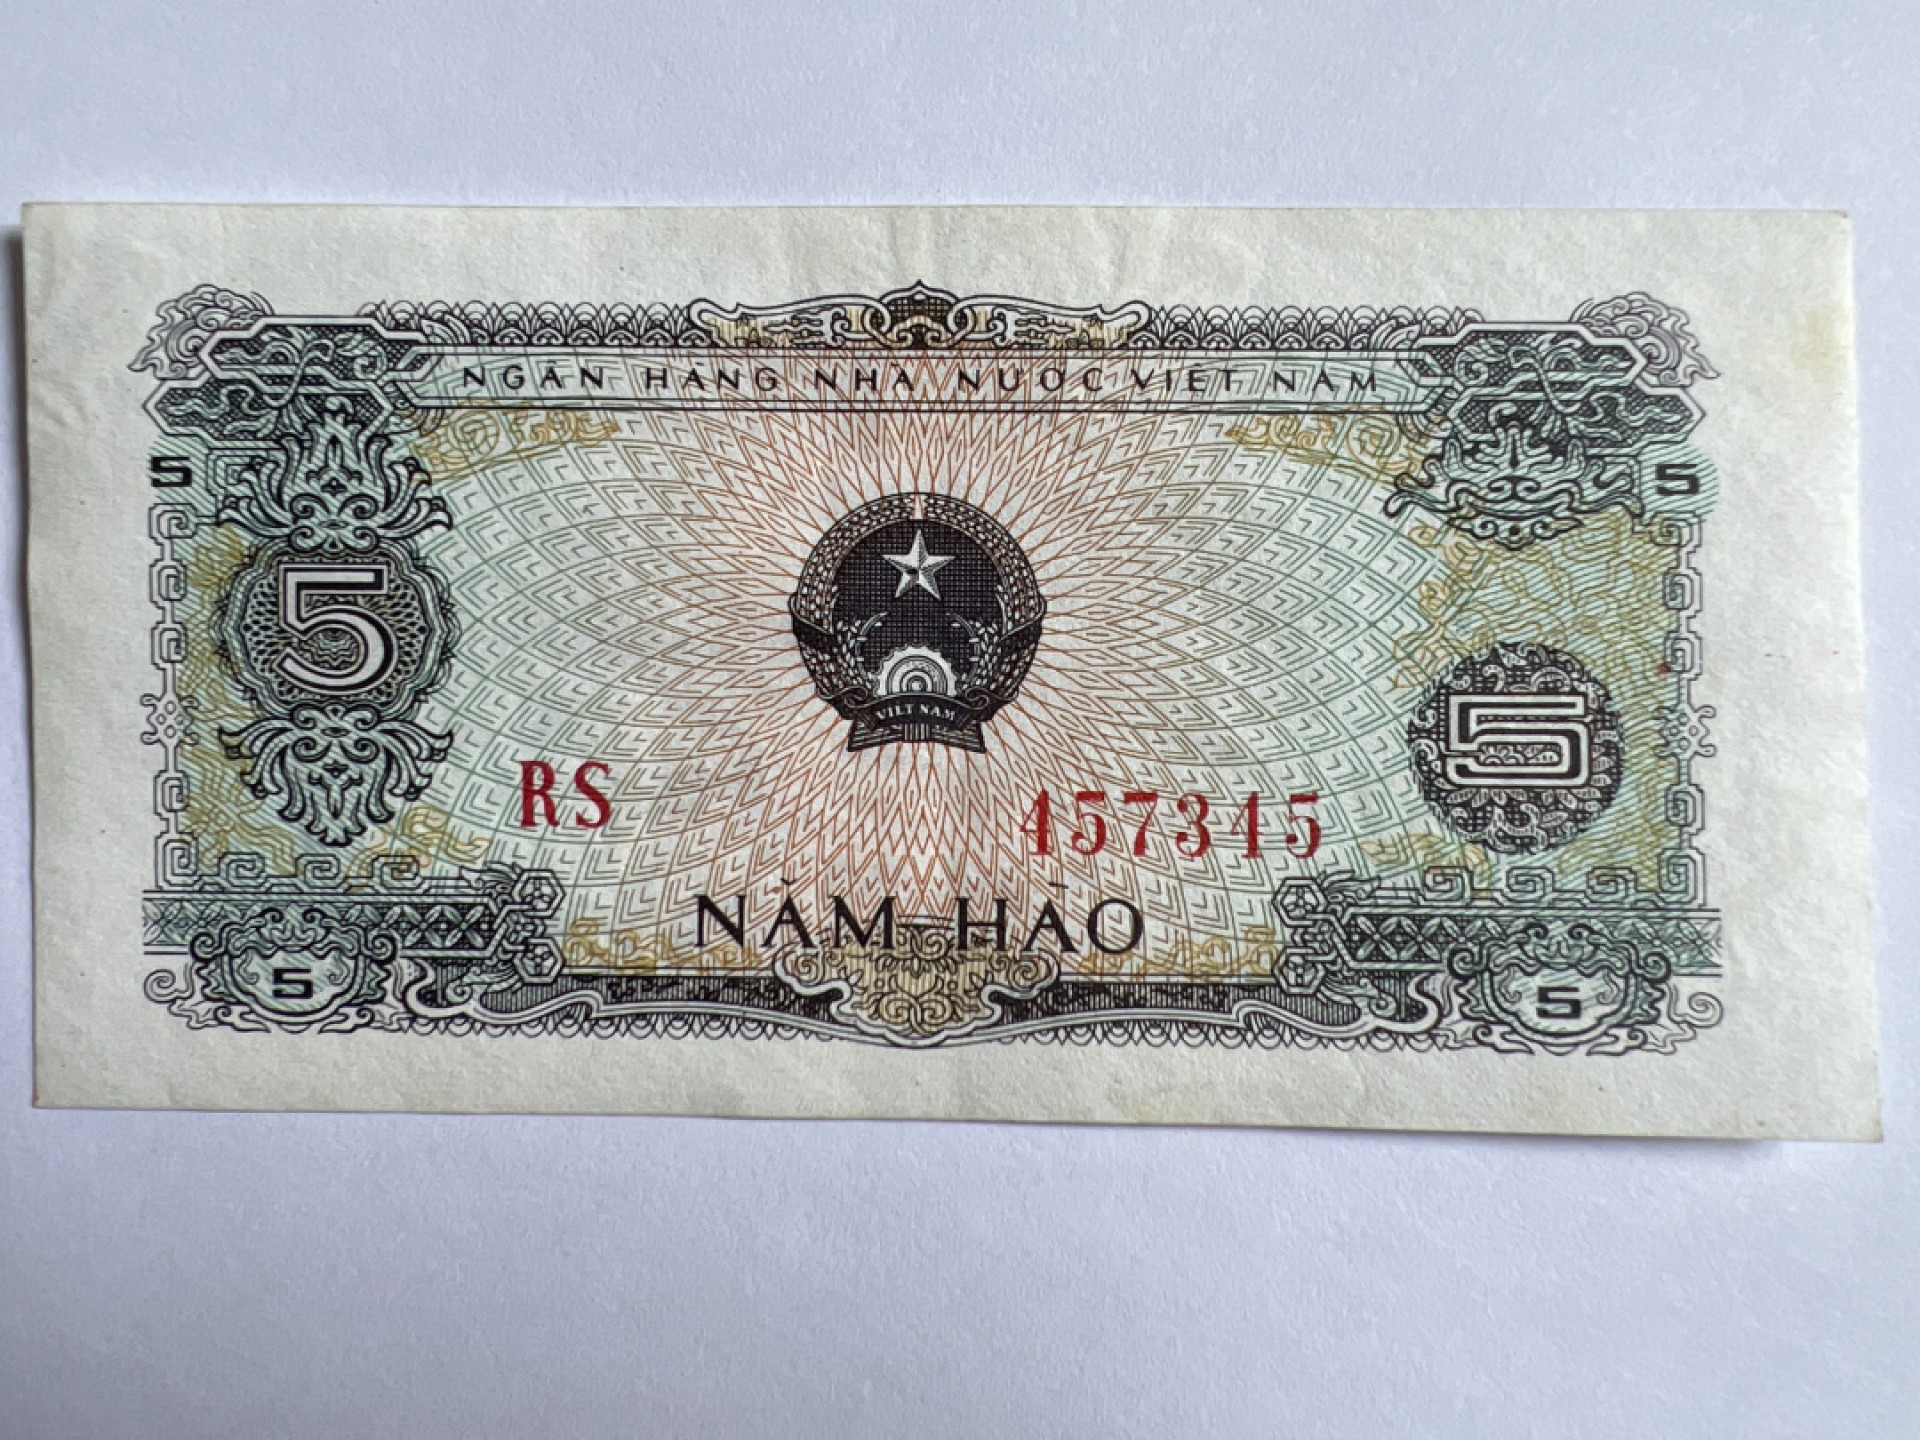 NGÂN HÀNG NHÀ NƯỚC VIỆT NAM
5 5
5
VIỆT NAM
5
RS 457345
NĂM HÀO
5 5